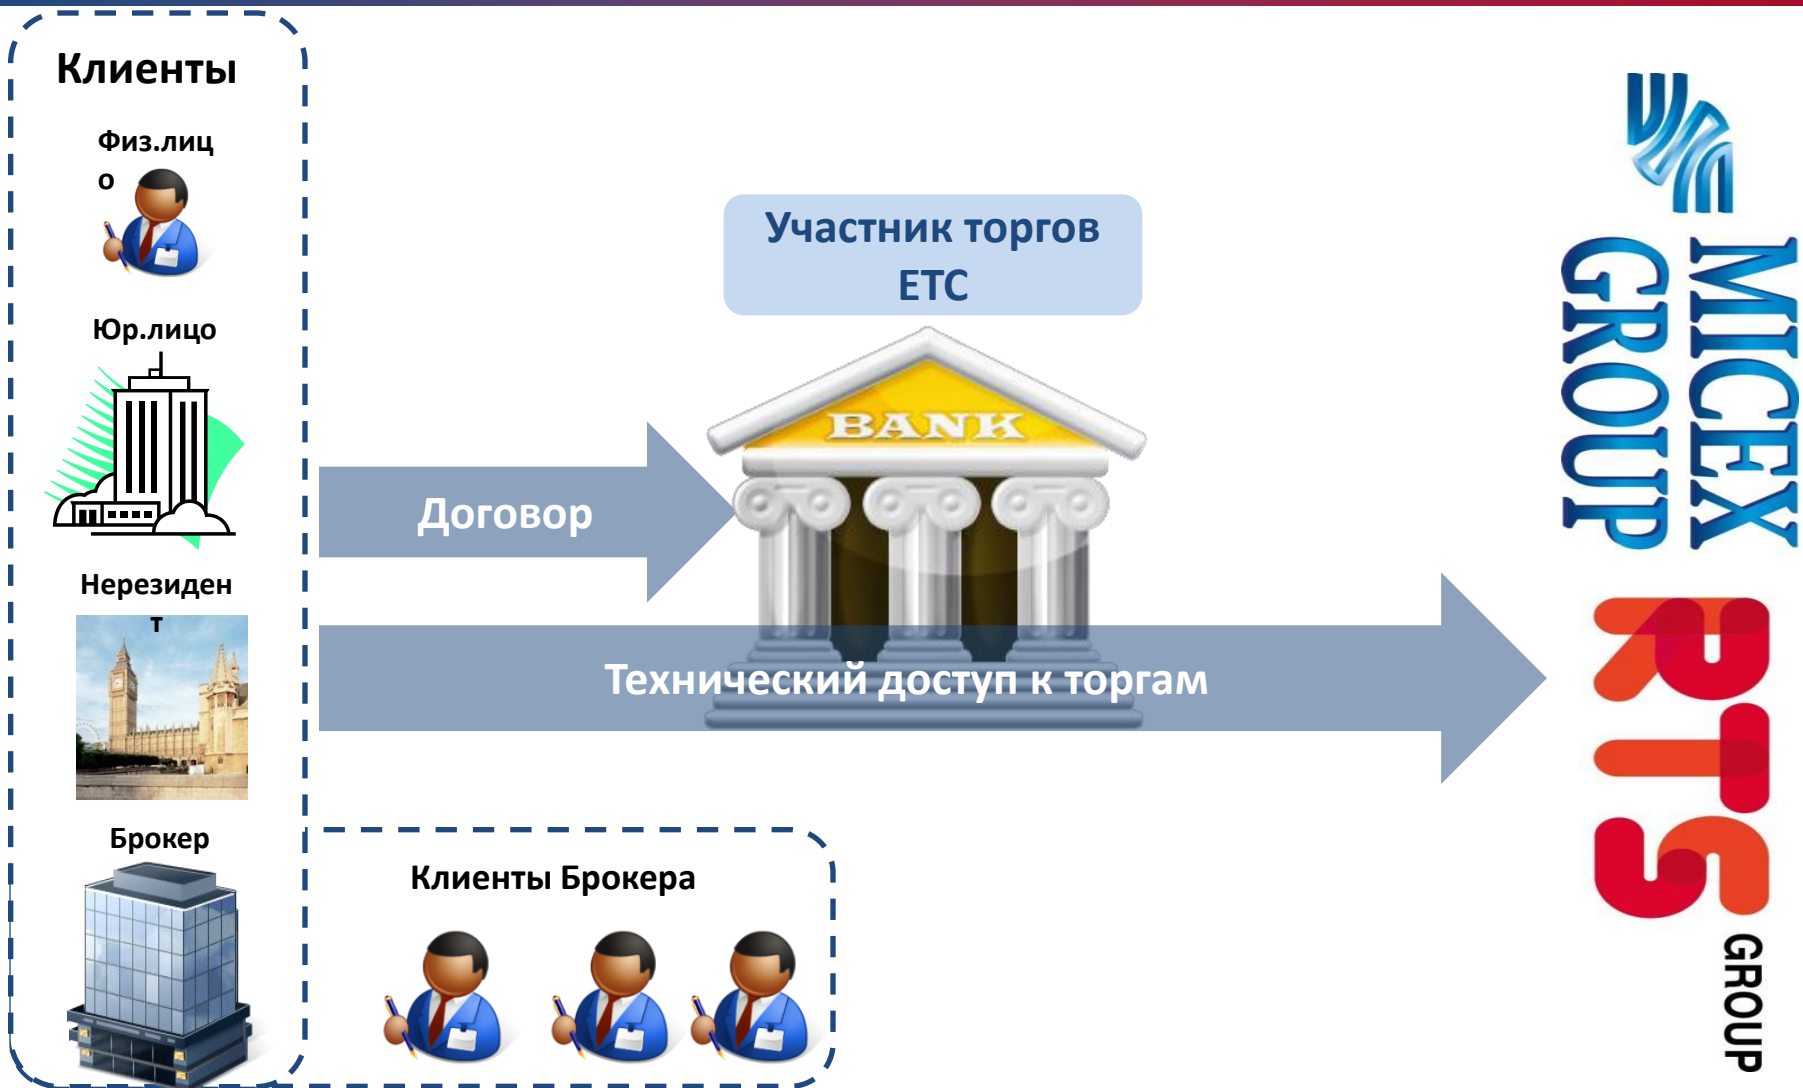 Клиенты
Физ.лиц
о
Юр.лицо
Нерезиден
т
Брокер
Клиенты Брокера
Договор
Участник торгов
ЕТС
BANK
Технический доступ к торгам
MICEX
GROUP
RTS
GROUP